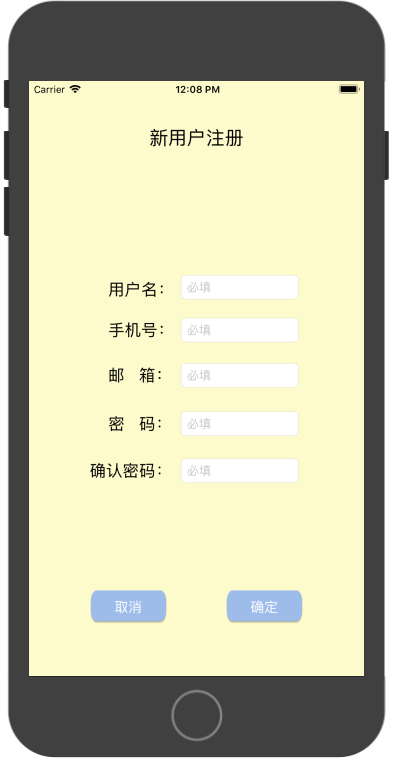 Carrier 12:08 PM
新用户注册
用户名： 必填
手机号： 必填
邮 箱： 必填
密 码： 必填
确认密码： 必填
取消 确定